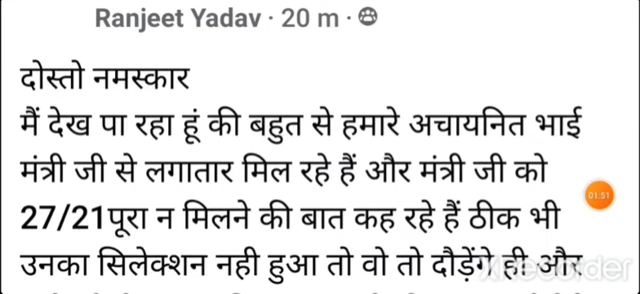 Ranjeet Yadav · 20 m ·
दोस्तो नमस्कार
मैं देख पा रहा हूं की बहुत से हमारे अचायनित भाई
मंत्री जी से लगातार मिल रहे हैं और मंत्री जी को
27/21पूरा न मिलने की बात कह रहे हैं ठीक भी
01:51
उनका सिलेक्शन नही हुआ तो वो तो दौड़ेंगे ही और
XRecorder